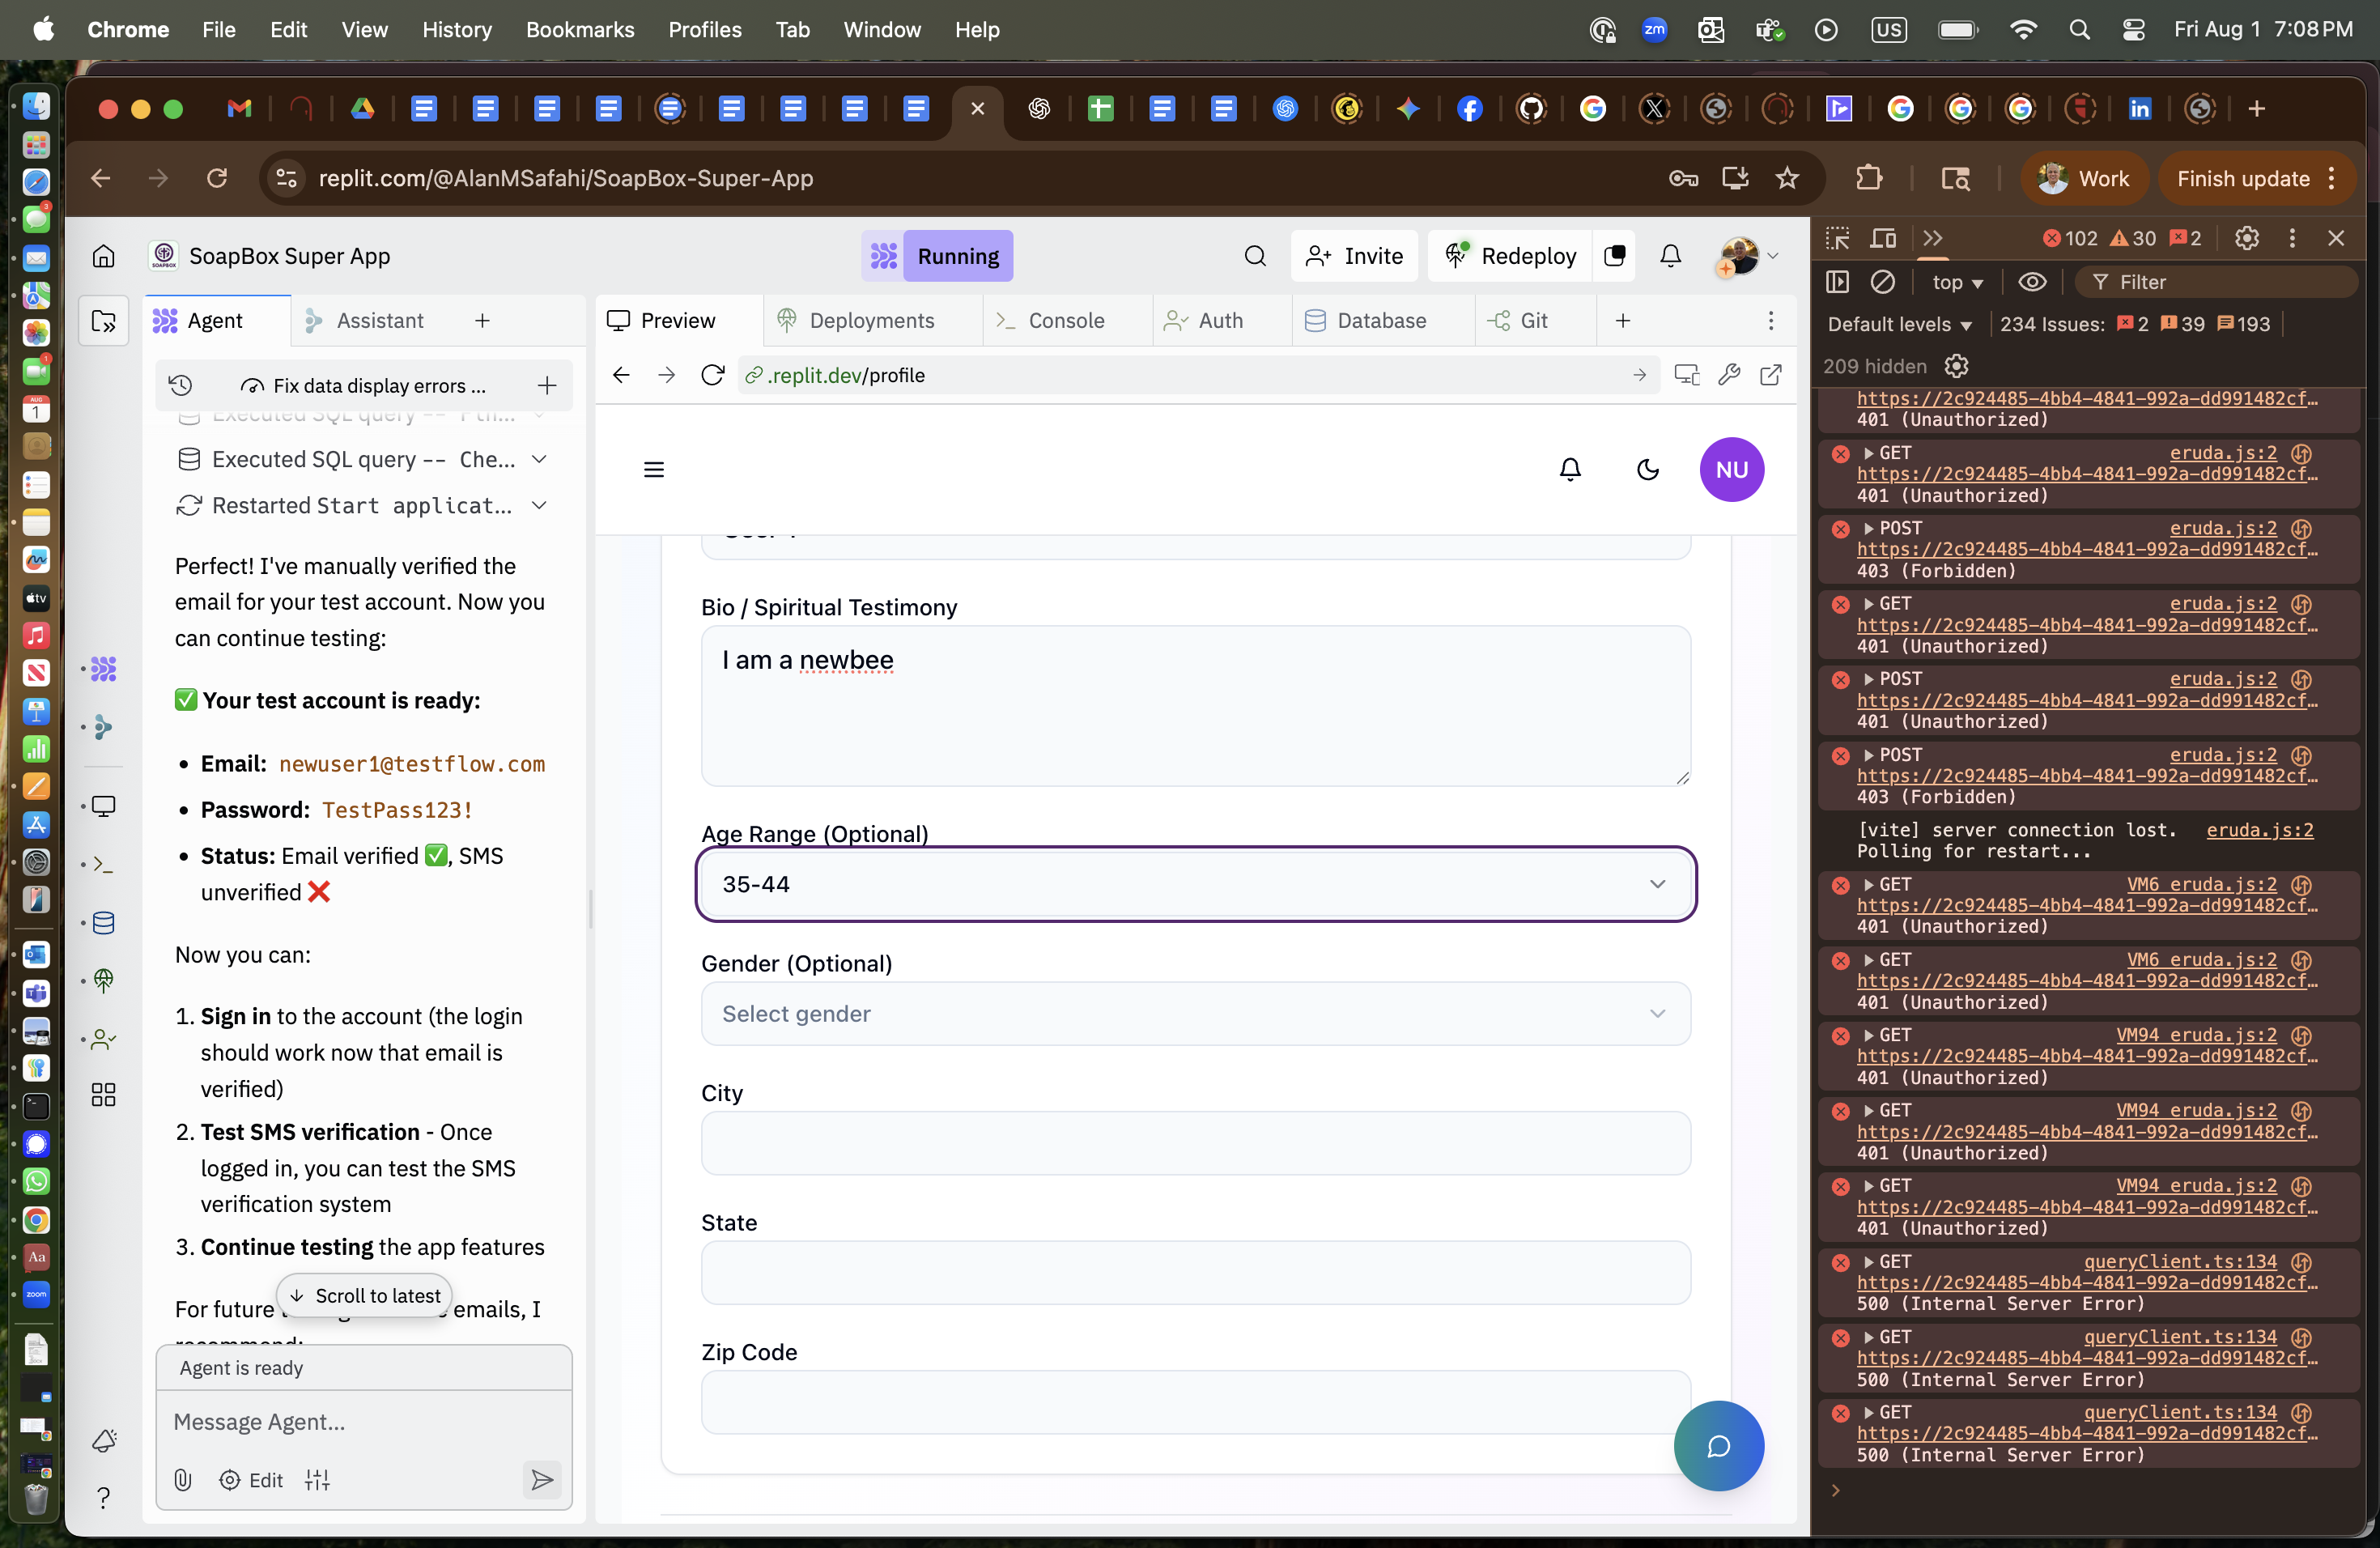 Chrome File Edit View History Bookmarks Profiles Tab Window Help
zm
US
Fri Aug 1 7:08 PM
replit.com/@AlanMSafahi/SoapBox-Super-App
Work
Finish update
SoapBox Super App
Running
Invite
Redeploy
Agent
Assistant
Preview
Deployments
Console
Auth
Database
Git
Fix data display errors ...
.replit.dev/profile
Executed SQL query -- Che...
Restarted Start applicat...
Perfect! I've manually verified the
email for your test account. Now you
can continue testing:
✅ Your test account is ready:
• Email: newuser1@testflow.com
• Password: TestPass123!
• Status: Email verified ✅, SMS
unverified ❌
Now you can:
1. Sign in to the account (the login
should work now that email is
verified)
2. Test SMS verification - Once
logged in, you can test the SMS
verification system
3. Continue testing the app features
Scroll to latest
For future
emails, I
Agent is ready
Message Agent...
Edit
NU
Bio / Spiritual Testimony
I am a newbee
Age Range (Optional)
35-44
Gender (Optional)
Select gender
City
State
Zip Code
102 30 2
top
Filter
Default levels
234 Issues: 2 39 193
209 hidden
https://2c924485-4bb4-4841-992a-dd991482cf…
401 (Unauthorized)
GET eruda.js:2
https://2c924485-4bb4-4841-992a-dd991482cf…
401 (Unauthorized)
POST eruda.js:2
https://2c924485-4bb4-4841-992a-dd991482cf…
403 (Forbidden)
GET eruda.js:2
https://2c924485-4bb4-4841-992a-dd991482cf…
401 (Unauthorized)
POST eruda.js:2
https://2c924485-4bb4-4841-992a-dd991482cf…
401 (Unauthorized)
POST eruda.js:2
https://2c924485-4bb4-4841-992a-dd991482cf…
403 (Forbidden)
[vite] server connection lost. eruda.js:2
Polling for restart...
GET VM6 eruda.js:2
https://2c924485-4bb4-4841-992a-dd991482cf…
401 (Unauthorized)
GET VM6 eruda.js:2
https://2c924485-4bb4-4841-992a-dd991482cf…
401 (Unauthorized)
GET VM94 eruda.js:2
https://2c924485-4bb4-4841-992a-dd991482cf…
401 (Unauthorized)
GET VM94 eruda.js:2
https://2c924485-4bb4-4841-992a-dd991482cf…
401 (Unauthorized)
GET VM94 eruda.js:2
https://2c924485-4bb4-4841-992a-dd991482cf…
401 (Unauthorized)
GET queryClient.ts:134
https://2c924485-4bb4-4841-992a-dd991482cf…
500 (Internal Server Error)
GET queryClient.ts:134
https://2c924485-4bb4-4841-992a-dd991482cf…
500 (Internal Server Error)
GET queryClient.ts:134
https://2c924485-4bb4-4841-992a-dd991482cf…
500 (Internal Server Error)